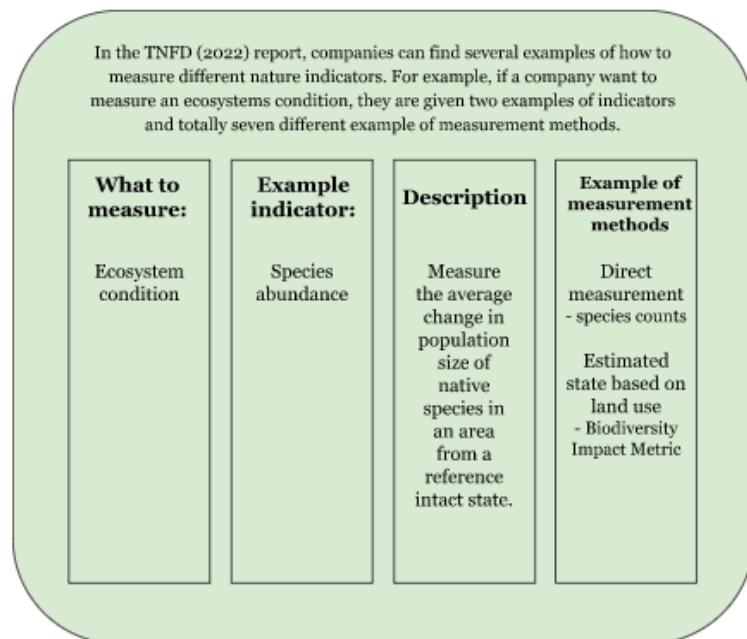 In the TNFD (2022) report, companies can find several examples of how to
measure different nature indicators. For example, if a company want to
measure an ecosystems condition, they are given two examples of indicators
and totally seven different example of measurement methods.
What to
measure:
Ecosystem
condition
Example
indicator:
Species
abundance
Description
Measure
the average
change in
population
size of
native
species in
an area
from a
reference
intact state.
Example of
measurement
methods
Direct
measurement
- species counts
Estimated
state based on
land use
- Biodiversity
Impact Metric